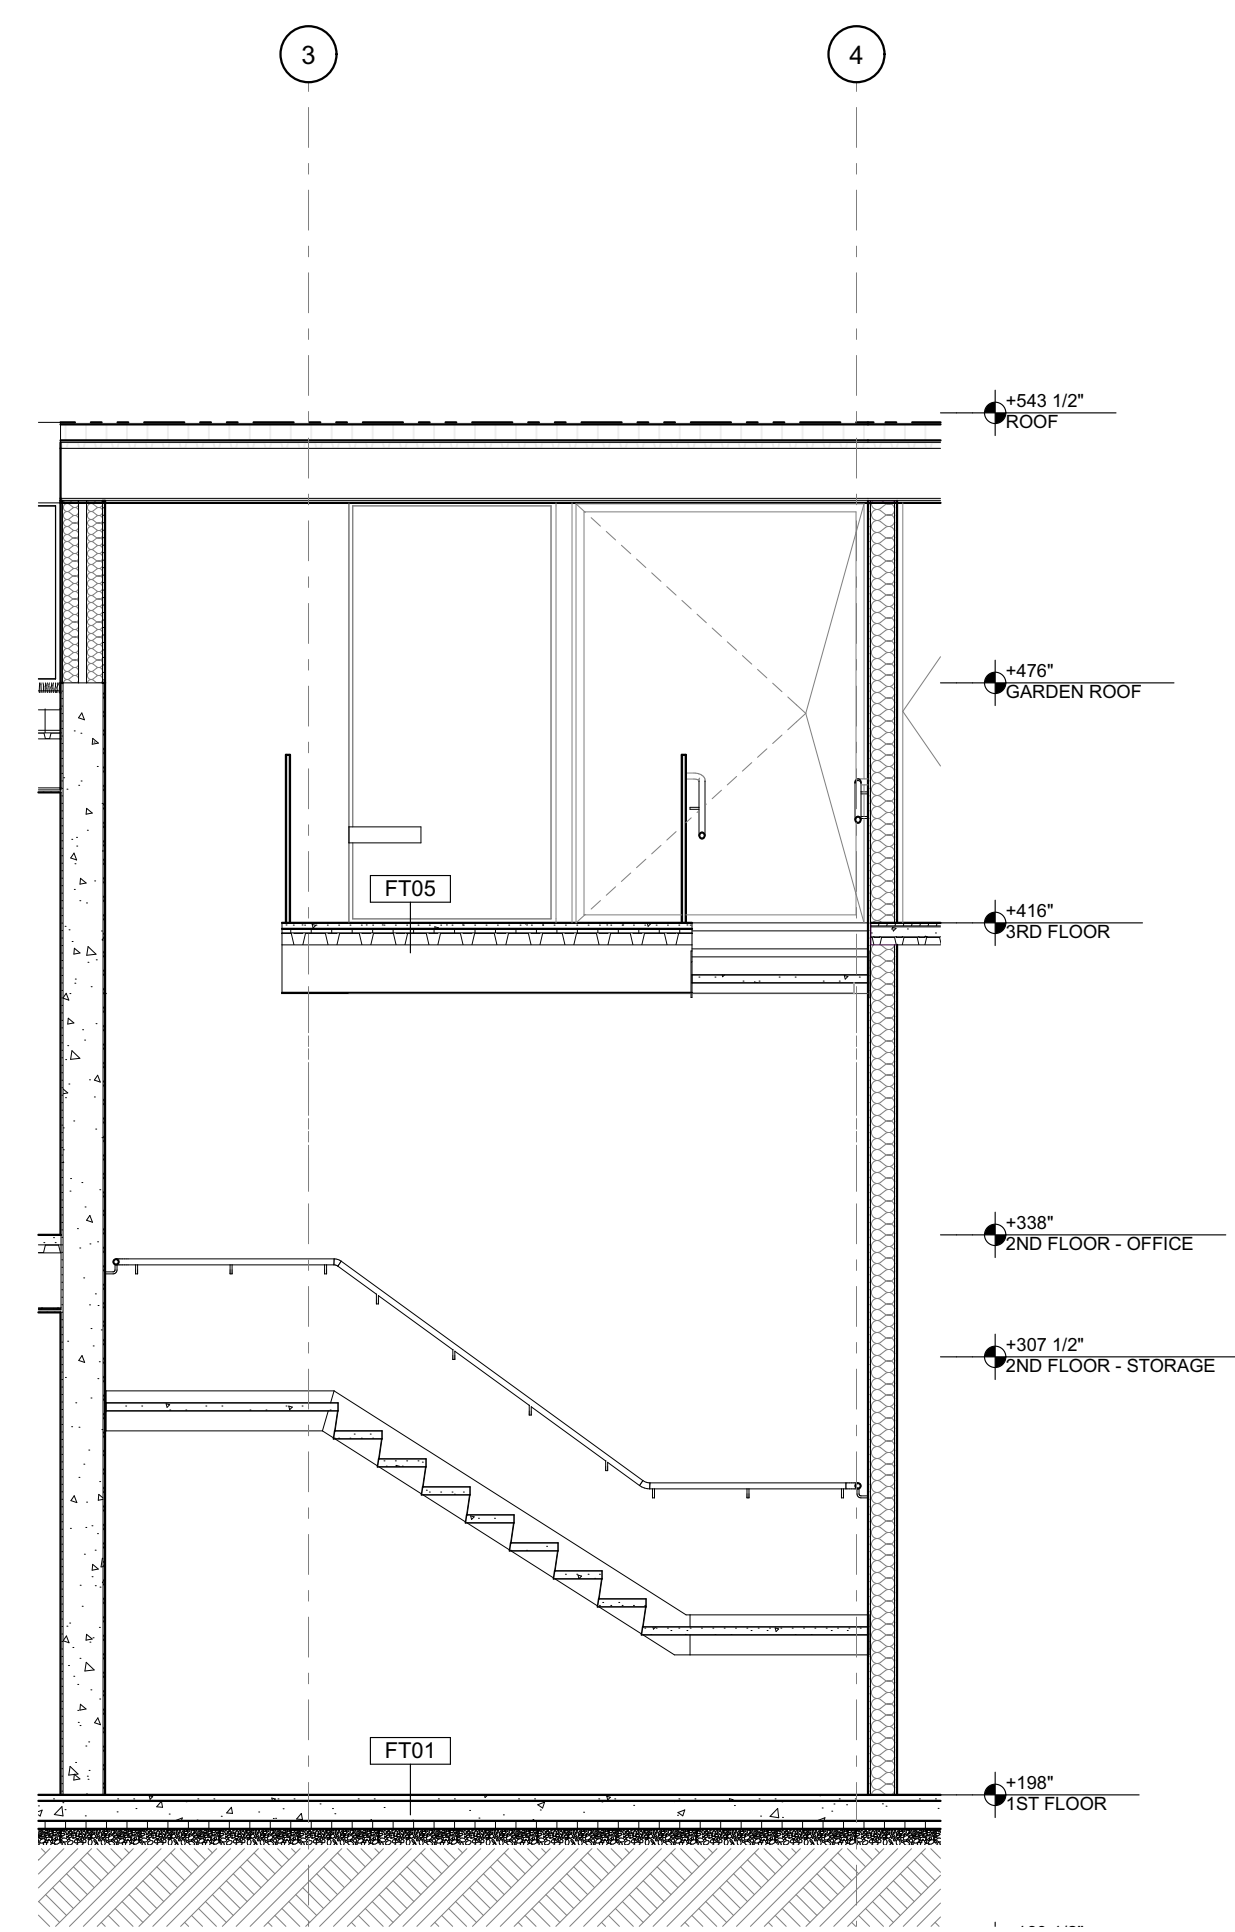 3
4
+543 1/2"
ROOF
+476"
GARDEN ROOF
FT05
+416"
3RD FLOOR
+338"
2ND FLOOR - OFFICE
+307 1/2"
2ND FLOOR - STORAGE
FT01
+198"
1ST FLOOR